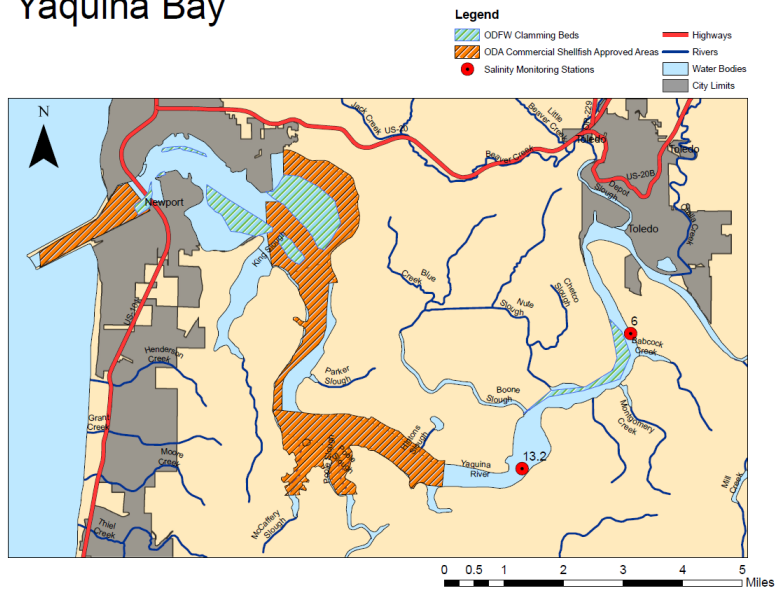 Yaquina Bay
Legend
ODFW Clamming Beds
ODA Commercial Shellfish Approved Areas
Salinity Monitoring Stations
Highways
Rivers
Water Bodies
City Limits
N
Jack Creek
US-20
Beaver Creek
Little
Beaver Creek
Toledo
Toledo
US-20B
Depot
Slough
Toledo
Newport
King Slough
Blue
Creek
Nute
Slough
Chetco
Slough
6
Babcock
Creek
Henderson
Creek
Parker
Slough
Boone
Slough
Montgomery
Creek
Grant
Creek
Moore
Creek
Poole Slough
Yaquina
River
13.2
Mill
Creek
McCaffery
Slough
Thiel
Creek
0 0.5 1 2 3 4 5
Miles